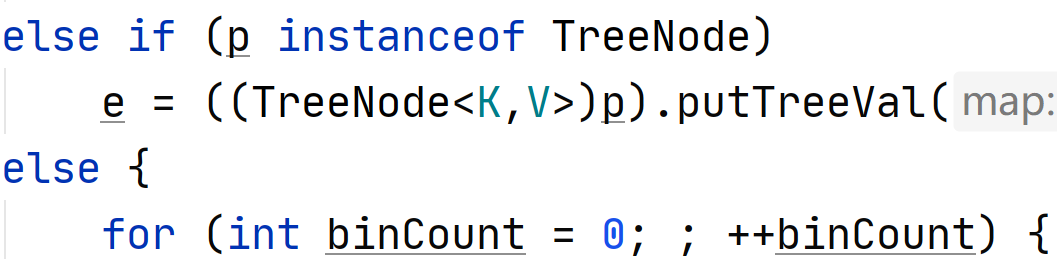 else if (p instanceof TreeNode)
e = ((TreeNode<K,V>)p).putTreeVal( map:
else {
for (int binCount = 0; ; ++binCount) {